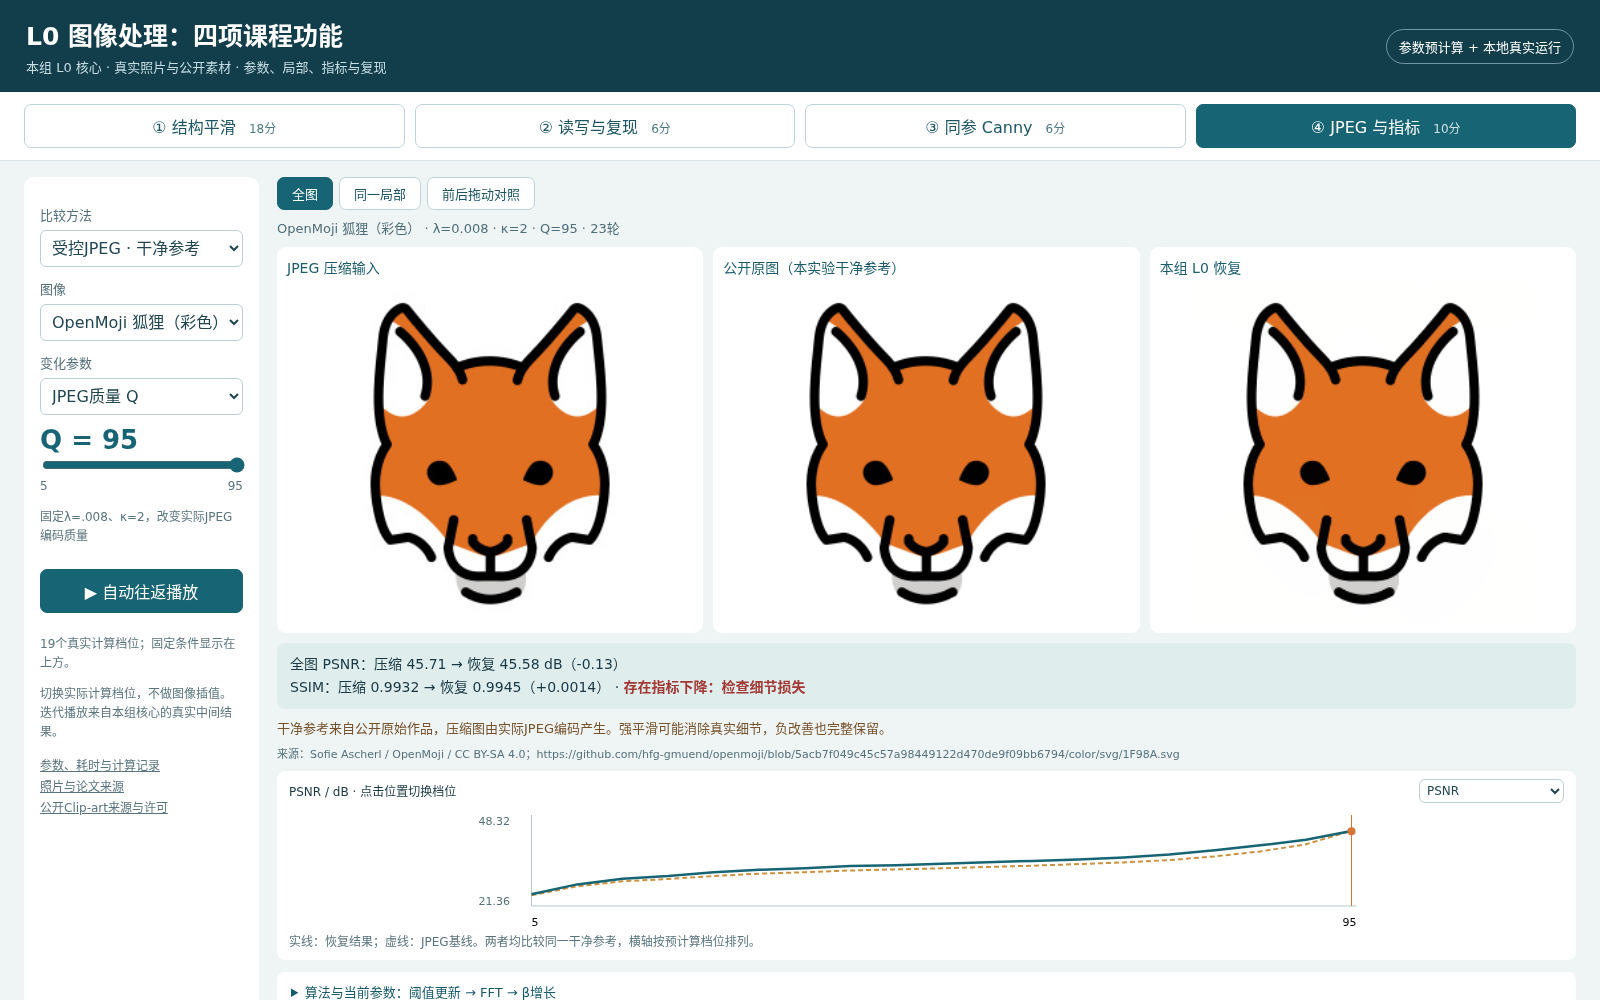 L0 图像处理：四项课程功能
本组 L0 核心 · 真实照片与公开素材 · 参数、局部、指标与复现
参数预计算 + 本地真实运行
① 结构平滑 18分
② 读写与复现 6分
③ 同参 Canny 6分
④ JPEG 与指标 10分
比较方法
受控JPEG · 干净参考
图像
OpenMoji 狐狸（彩色）
变化参数
JPEG质量 Q
Q = 95
5 95
固定λ=.008、κ=2，改变实际JPEG
编码质量
▶ 自动往返播放
19个真实计算档位；固定条件显示在
上方。
切换实际计算档位，不做图像插值。
迭代播放来自本组核心的真实中间结
果。
参数、耗时与计算记录
照片与论文来源
公开Clip-art来源与许可
全图 同一局部 前后拖动对照
OpenMoji 狐狸（彩色） · λ=0.008 · κ=2 · Q=95 · 23轮
JPEG 压缩输入
公开原图（本实验干净参考）
本组 L0 恢复
全图 PSNR：压缩 45.71 → 恢复 45.58 dB（-0.13）
SSIM：压缩 0.9932 → 恢复 0.9945（+0.0014） · 存在指标下降：检查细节损失
干净参考来自公开原始作品，压缩图由实际JPEG编码产生。强平滑可能消除真实细节，负改善也完整保留。
来源：Sofie Ascherl / OpenMoji / CC BY-SA 4.0；https://github.com/hfg-gmuend/openmoji/blob/5acb7f049c45c57a98449122d470de9f09bb6794/color/svg/1F98A.svg
PSNR / dB · 点击位置切换档位
PSNR
48.32
21.36
5 95
实线：恢复结果；虚线：JPEG基线。两者均比较同一干净参考，横轴按预计算档位排列。
▶ 算法与当前参数：阈值更新 → FFT → β增长